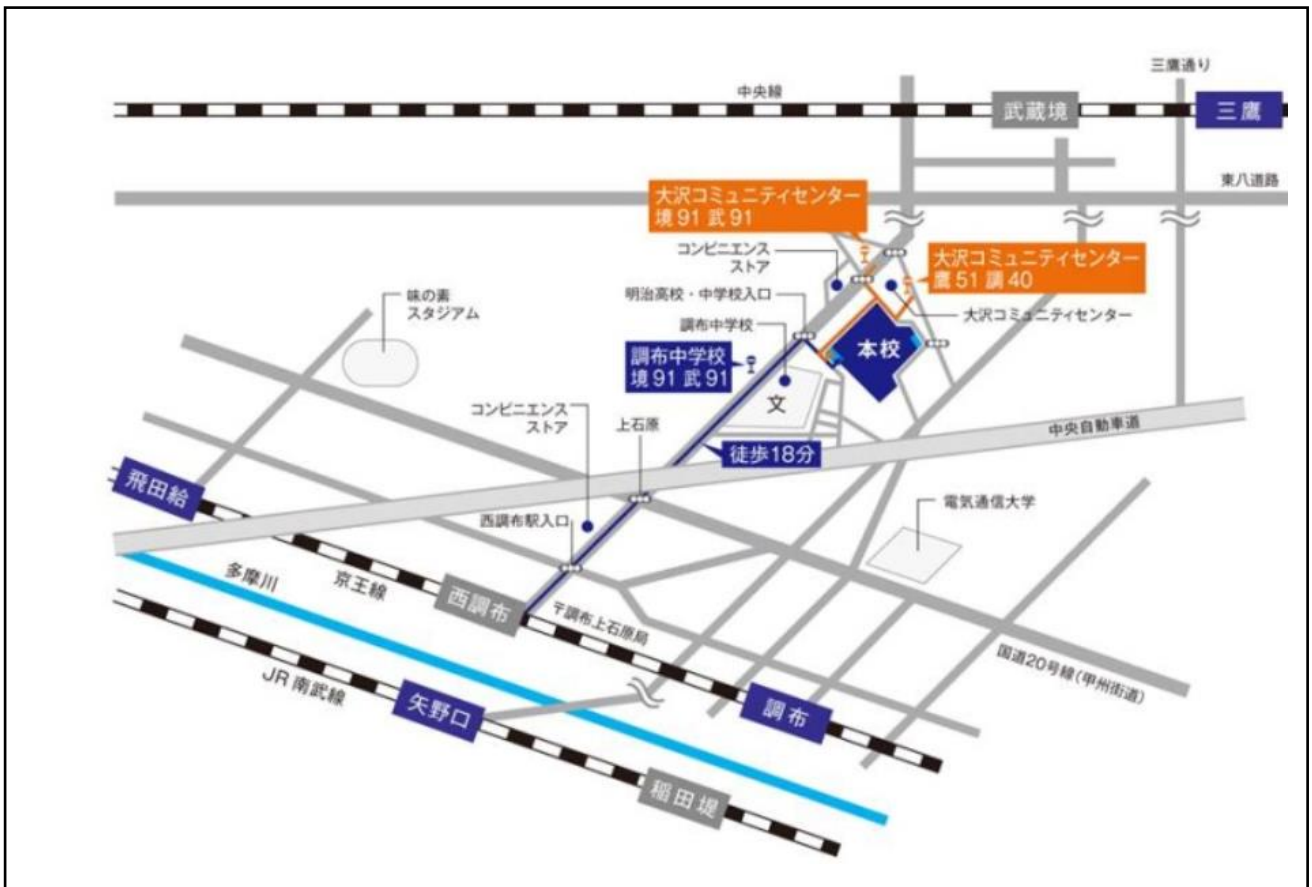 三鷹通り
中央線
武蔵境
三鷹
東八道路
大沢コミュニティセンター
境91 武91
コンビニエンス
ストア
大沢コミュニティセンター
鷹51 調40
明治高校・中学校入口
大沢コミュニティセンター
味の素
スタジアム
調布中学校
本校
調布中学校
境91 武91
文
コンビニエンス
ストア
上石原
中央自動車道
徒歩18分
飛田給
電気通信大学
西調布駅入口
多摩川
京王線
西調布
〒調布上石原局
国道20号線(甲州街道)
JR南武線
矢野口
調布
稲田堤